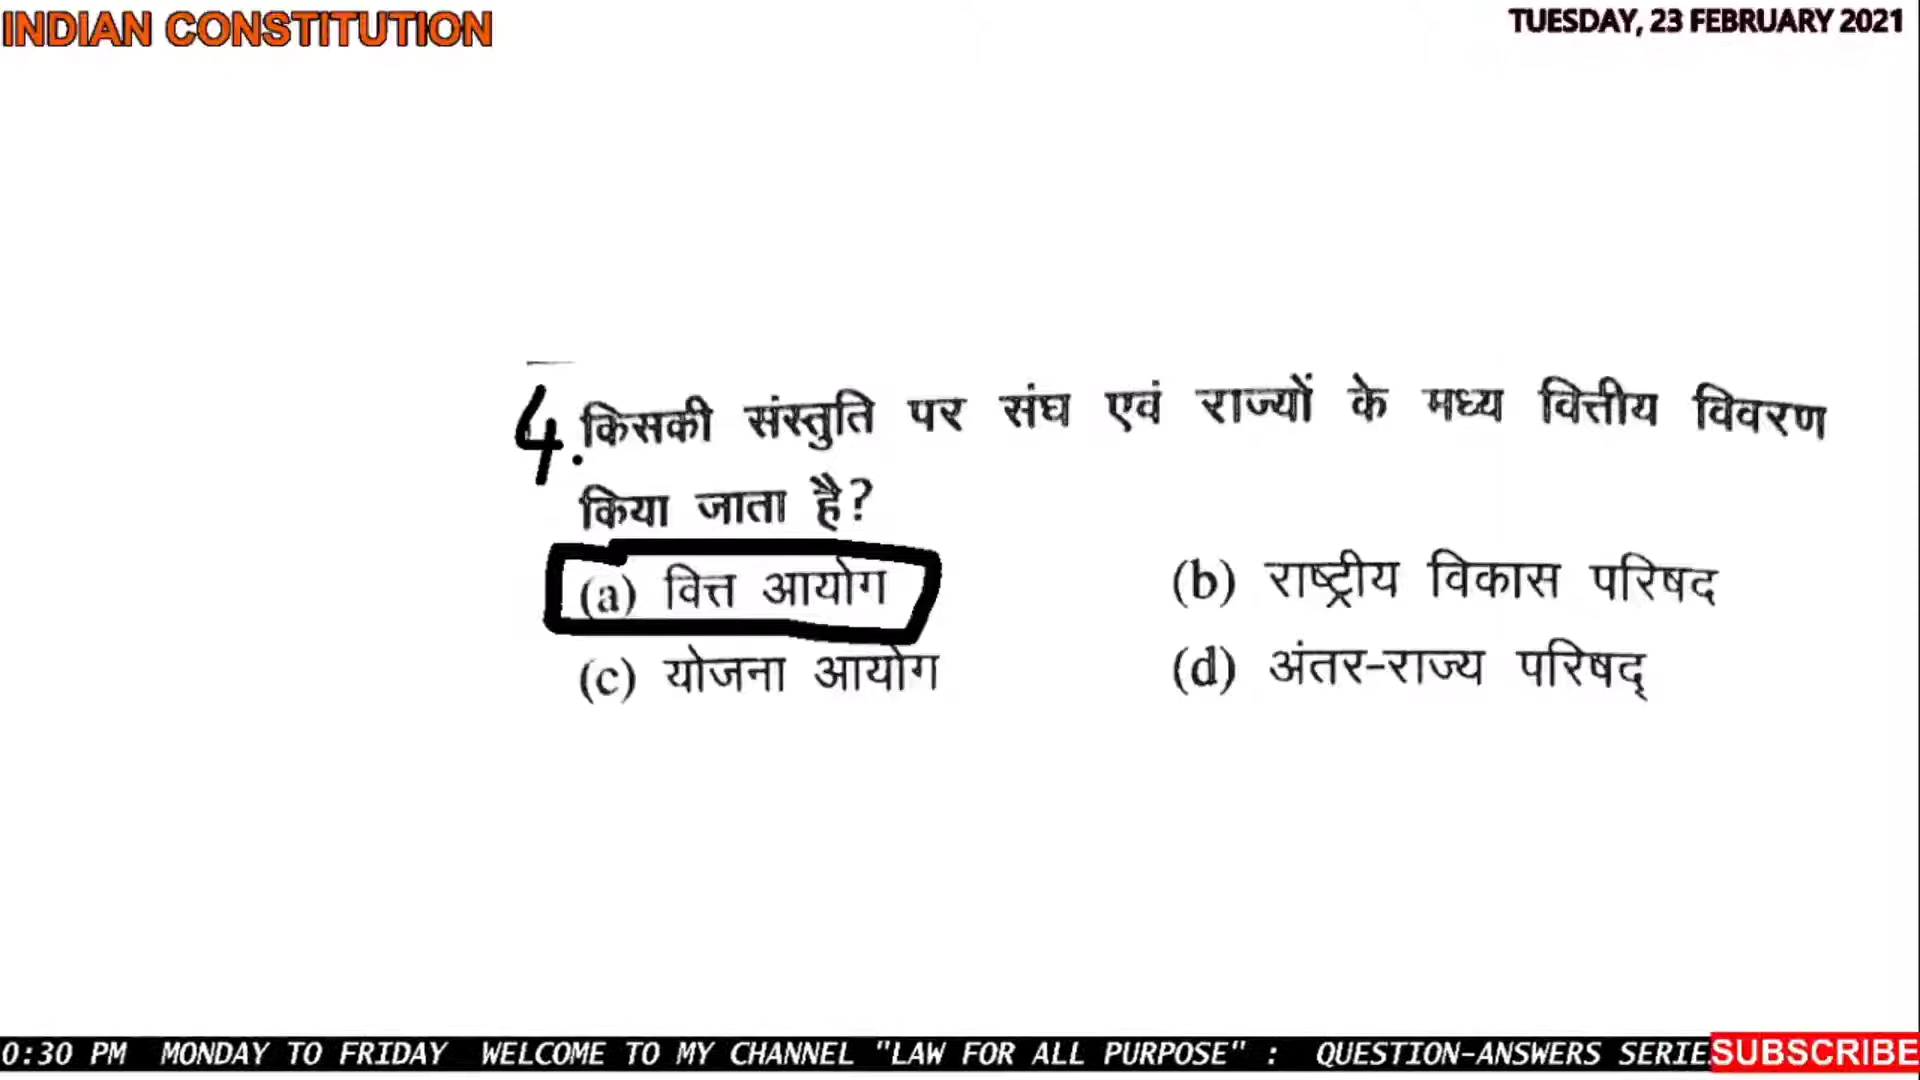 INDIAN CONSTITUTION
TUESDAY, 23 FEBRUARY 2021
4. किसकी संस्तुति पर संघ एवं राज्यों के मध्य वित्तीय विवरण
किया जाता है?
(a) वित्त आयोग
(b) राष्ट्रीय विकास परिषद
(c) योजना आयोग
(d) अंतर-राज्य परिषद्
0:30 PM MONDAY TO FRIDAY WELCOME TO MY CHANNEL "LAW FOR ALL PURPOSE" : QUESTION-ANSWERS SERIE
SUBSCRIBE